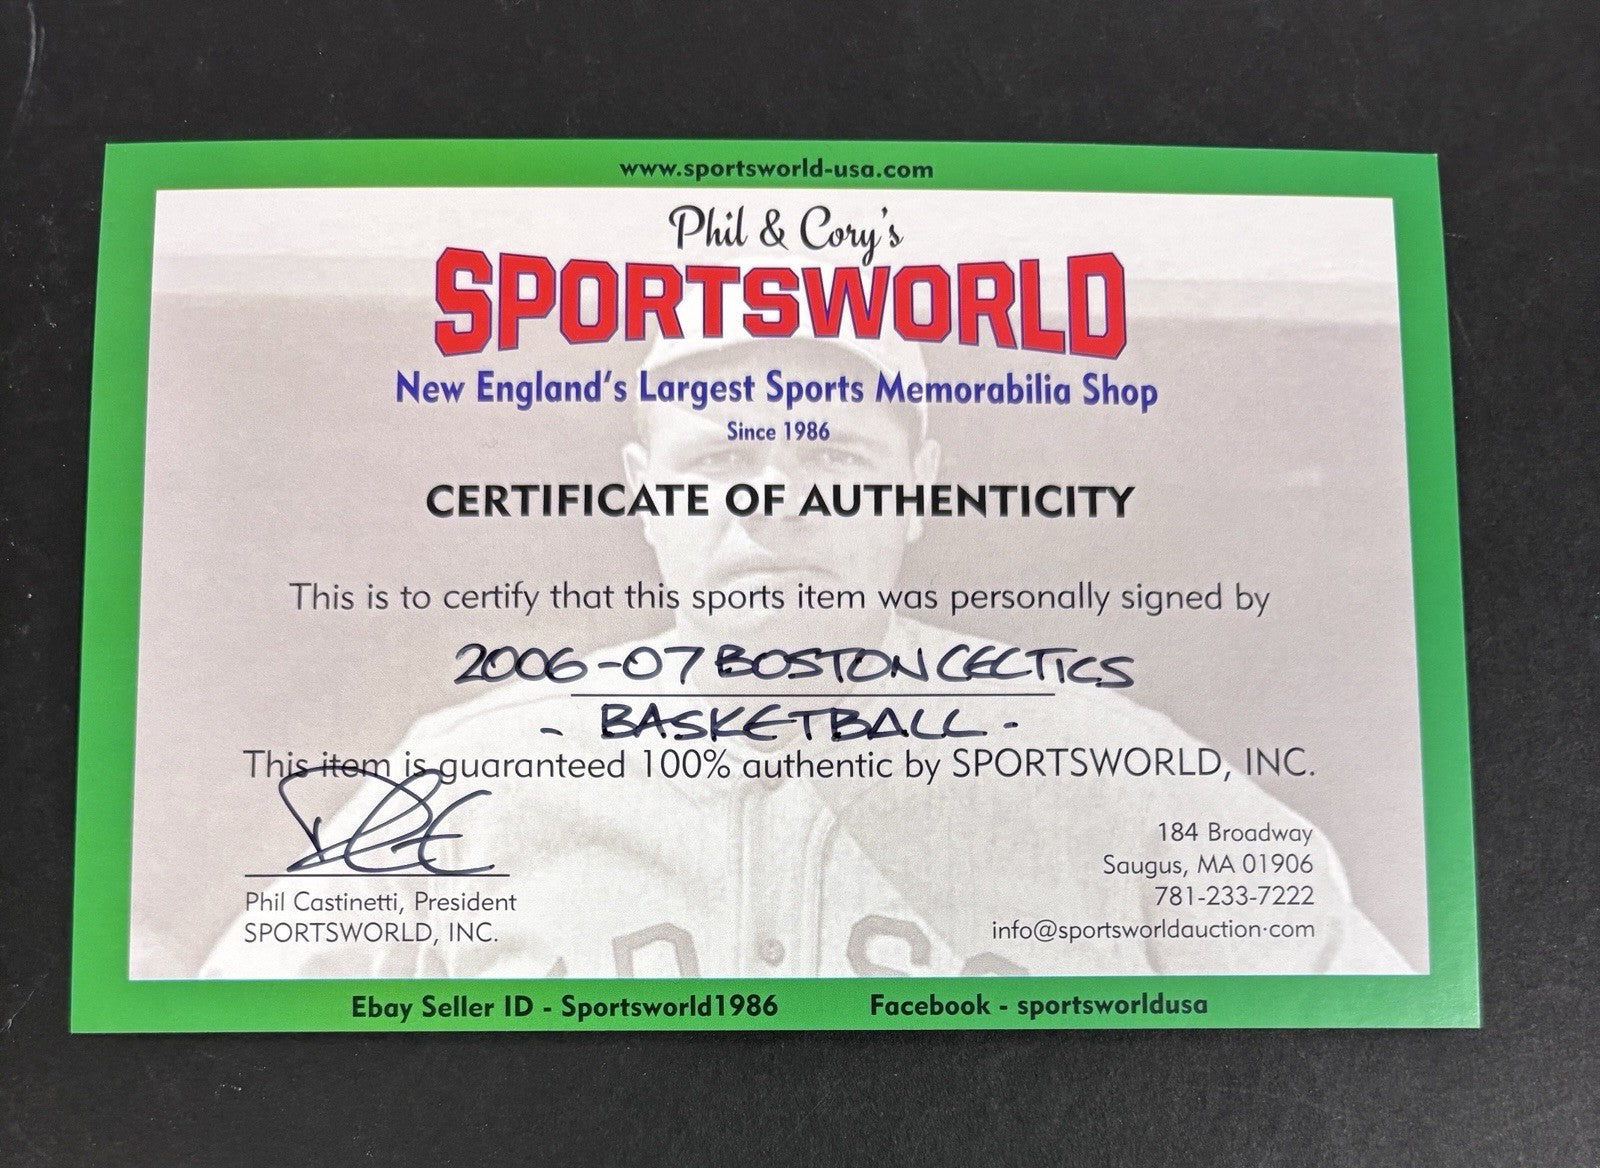 www.sportsworld-usa.com
Phil & Cory's
SPORTSWORLD
New England's Largest Sports Memorabilia Shop
Since 1986
CERTIFICATE OF AUTHENTICITY
This is to certify that this sports item was personally signed by
2006-07 BOSTON CELTICS
- BASKETBALL -
This item is guaranteed 100% authentic by SPORTSWORLD, INC.
Phil Castinetti, President
SPORTSWORLD, INC.
184 Broadway
Saugus, MA 01906
781-233-7222
info@sportsworldauction.com
Ebay Seller ID - Sportsworld1986
Facebook - sportsworldusa